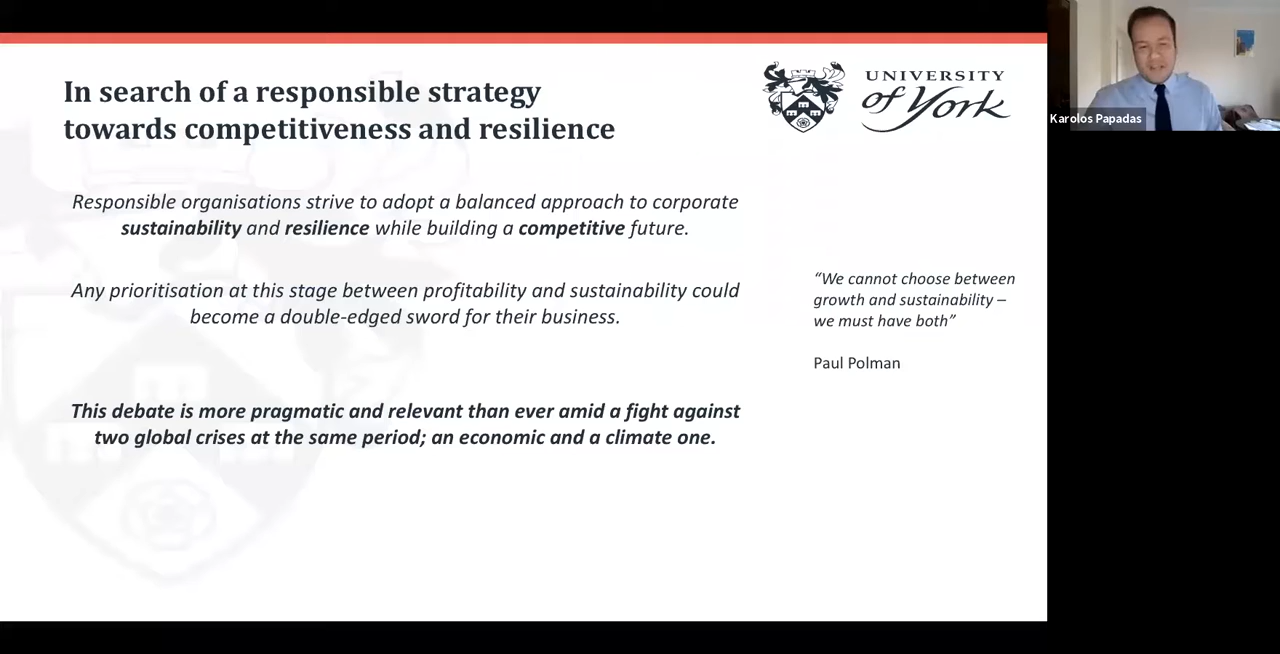 In search of a responsible strategy
towards competitiveness and resilience
UNIVERSITY
of York
Karolos Papadas
Responsible organisations strive to adopt a balanced approach to corporate
sustainability and resilience while building a competitive future.
Any prioritisation at this stage between profitability and sustainability could
become a double-edged sword for their business.
“We cannot choose between
growth and sustainability –
we must have both”
Paul Polman
This debate is more pragmatic and relevant than ever amid a fight against
two global crises at the same period; an economic and a climate one.